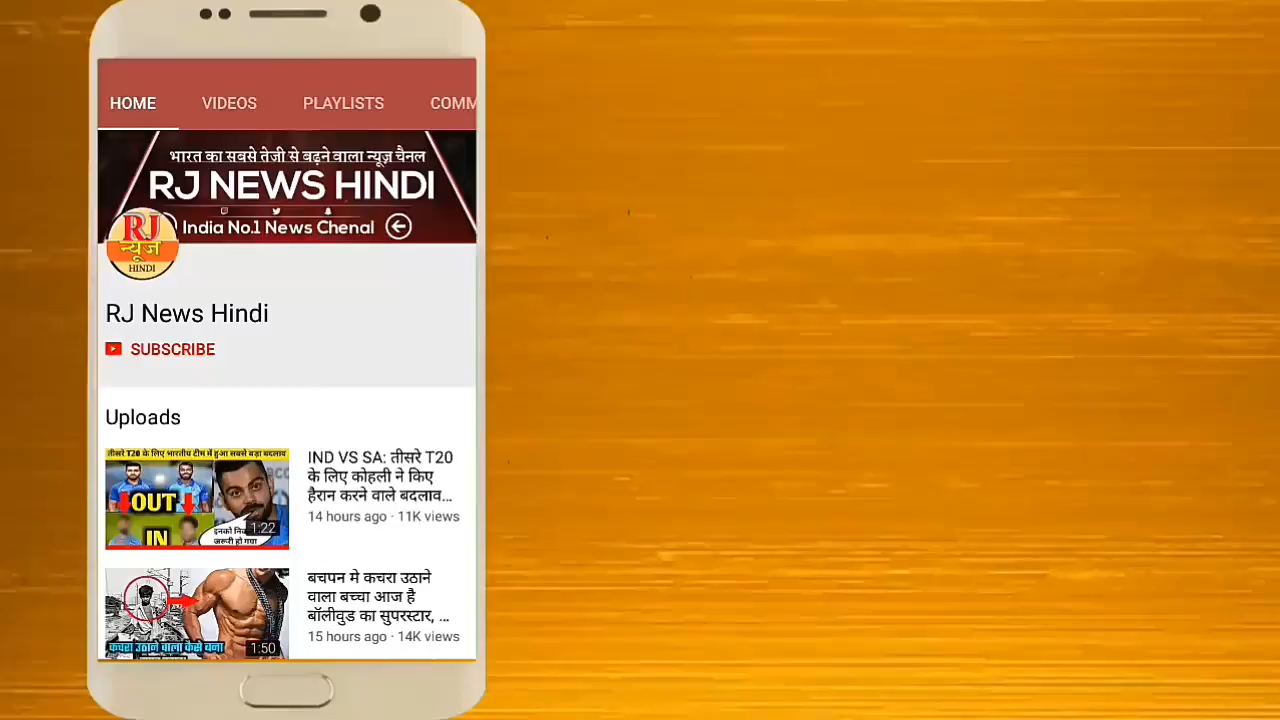 HOME VIDEOS PLAYLISTS COMM
भारत का सबसे तेजी से बढ़ने वाला न्यूज़ चैनल
RJ NEWS HINDI
India No.1 News Chenal
RJ
न्यूज
HINDI
RJ News Hindi
SUBSCRIBE
Uploads
तीसरे T20 के लिए भारतीय टीम में हुआ सबसे बड़ा बदलाव
OUT
IN
जरूरी हो गया
1:22
IND VS SA: तीसरे T20
के लिए कोहली ने किए
हैरान करने वाले बदलाव...
14 hours ago · 11K views
कचरा उठाने वाला कैसे बना
1:50
बचपन मे कचरा उठाने
वाला बच्चा आज है
बॉलीवुड का सुपरस्टार, ...
15 hours ago · 14K views